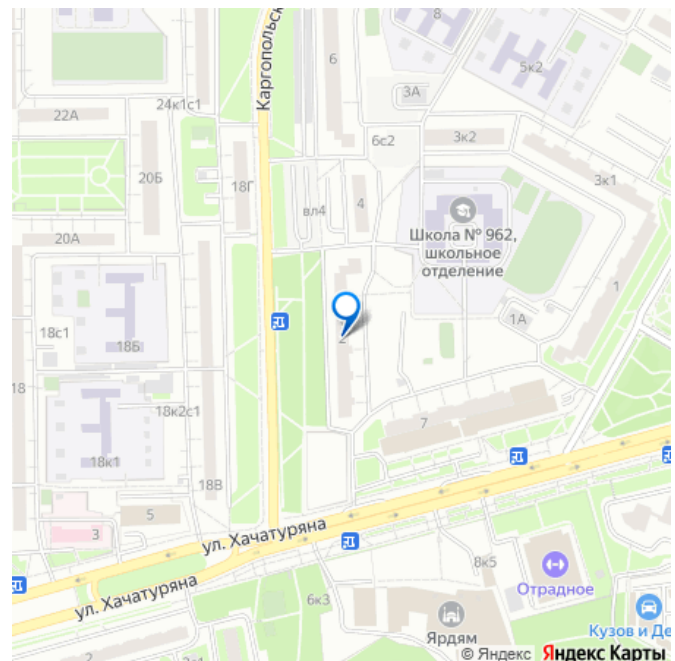 Каргопольск
8
6
5к2
3А
24к1с1
22А
6с2
3к2
20Б
18Г
3к1
вл4
4
Школа № 962,
школьное
отделение
20А
1
18с1
1А
2
18Б
18
18к2с1
7
18к1
18В
5
3
ул. Хачатуряна
8к5
Отрадное
ул. Хачатуряна
6к3
Кузов и Де
Ярдям
2
8
© Яндекс Яндекс Карты